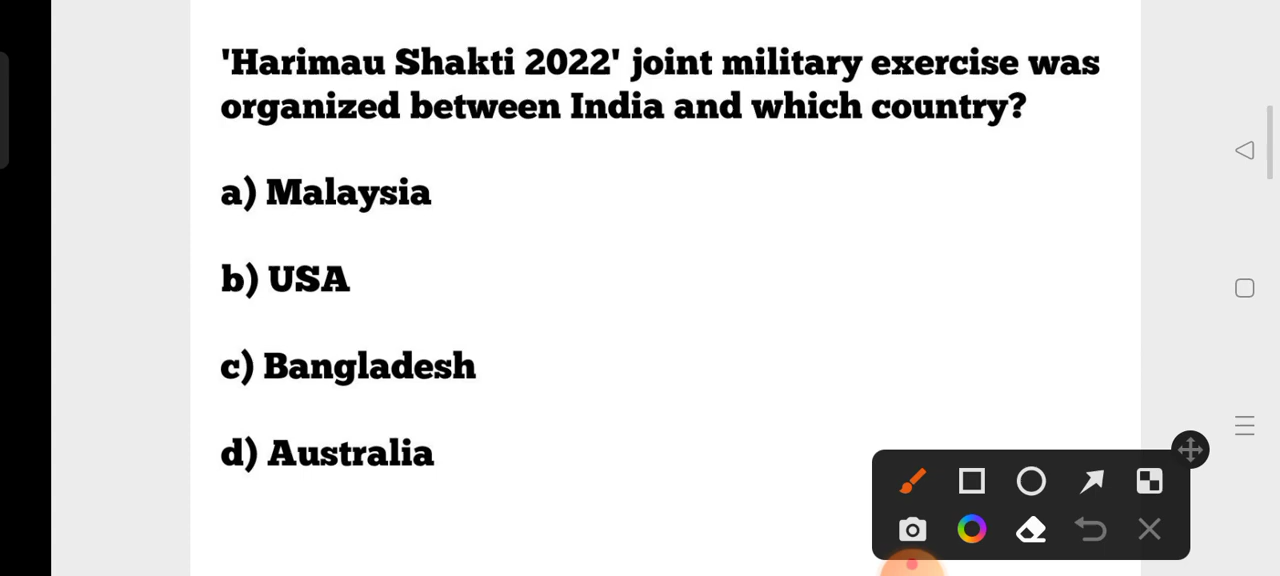 'Harimau Shakti 2022' joint military exercise was
organized between India and which country?
a) Malaysia
b) USA
c) Bangladesh
d) Australia